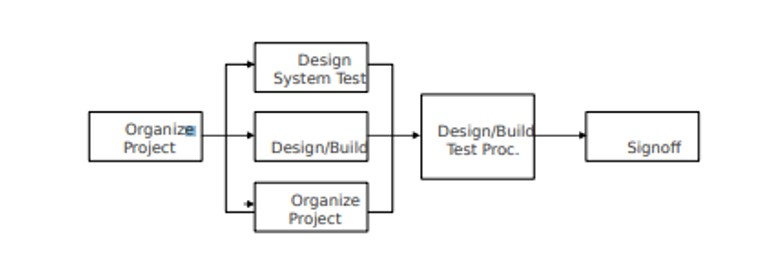 Organize
Project
Design
System Test
Design/Build
Organize
Project
Design/Build
Test Proc.
Signoff